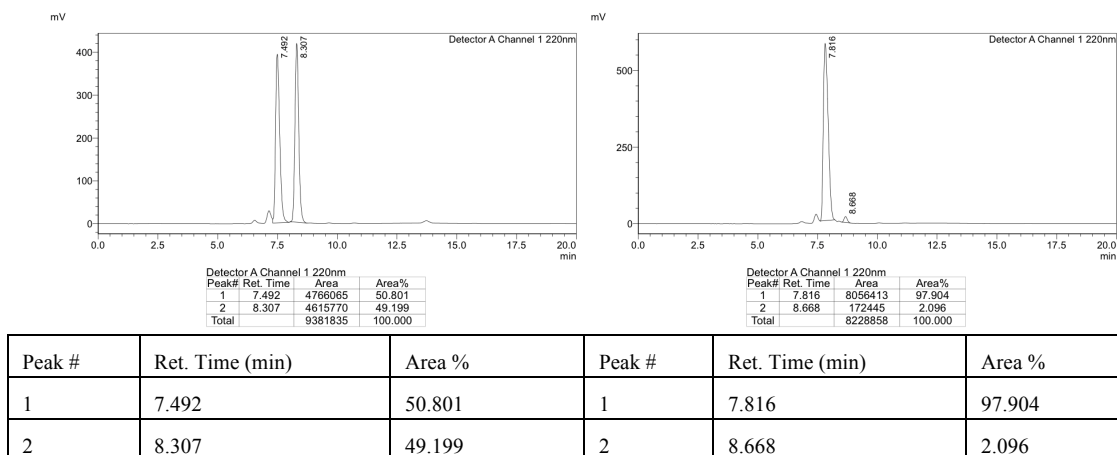 mV
Detector A Channel 1 220nm
7.492
8.307
400
300
200
100
0
0.0 2.5 5.0 7.5 10.0 12.5 15.0 17.5 20.0
min
Detector A Channel 1 220nm
Peak# Ret. Time Area Area%
1 7.492 4766065 50.801
2 8.307 4615770 49.199
Total 9381835 100.000
mV
Detector A Channel 1 220nm
7.816
8.668
500
250
0
0.0 2.5 5.0 7.5 10.0 12.5 15.0 17.5 20.0
min
Detector A Channel 1 220nm
Peak# Ret. Time Area Area%
1 7.816 8056413 97.904
2 8.668 172445 2.096
Total 8228858 100.000
Peak # Ret. Time (min) Area % Peak # Ret. Time (min) Area %
1 7.492 50.801 1 7.816 97.904
2 8.307 49.199 2 8.668 2.096